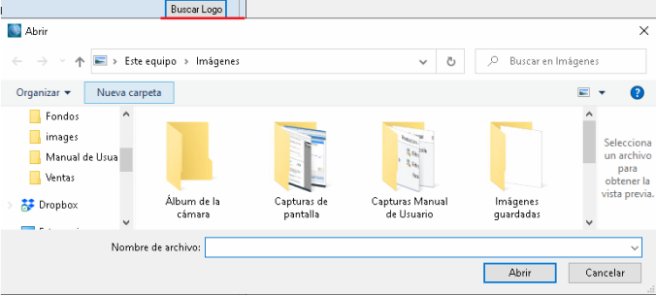 Buscar Logo
Abrir
Este equipo > Imágenes
Buscar en Imágenes
Organizar
Nueva carpeta
Fondos
images
Manual de Usua
Ventas
Dropbox
Álbum de la
cámara
Capturas de
pantalla
Capturas Manual
de Usuario
Imágenes
guardadas
Selecciona
un archivo
para
obtener la
vista previa.
Nombre de archivo:
Abrir
Cancelar